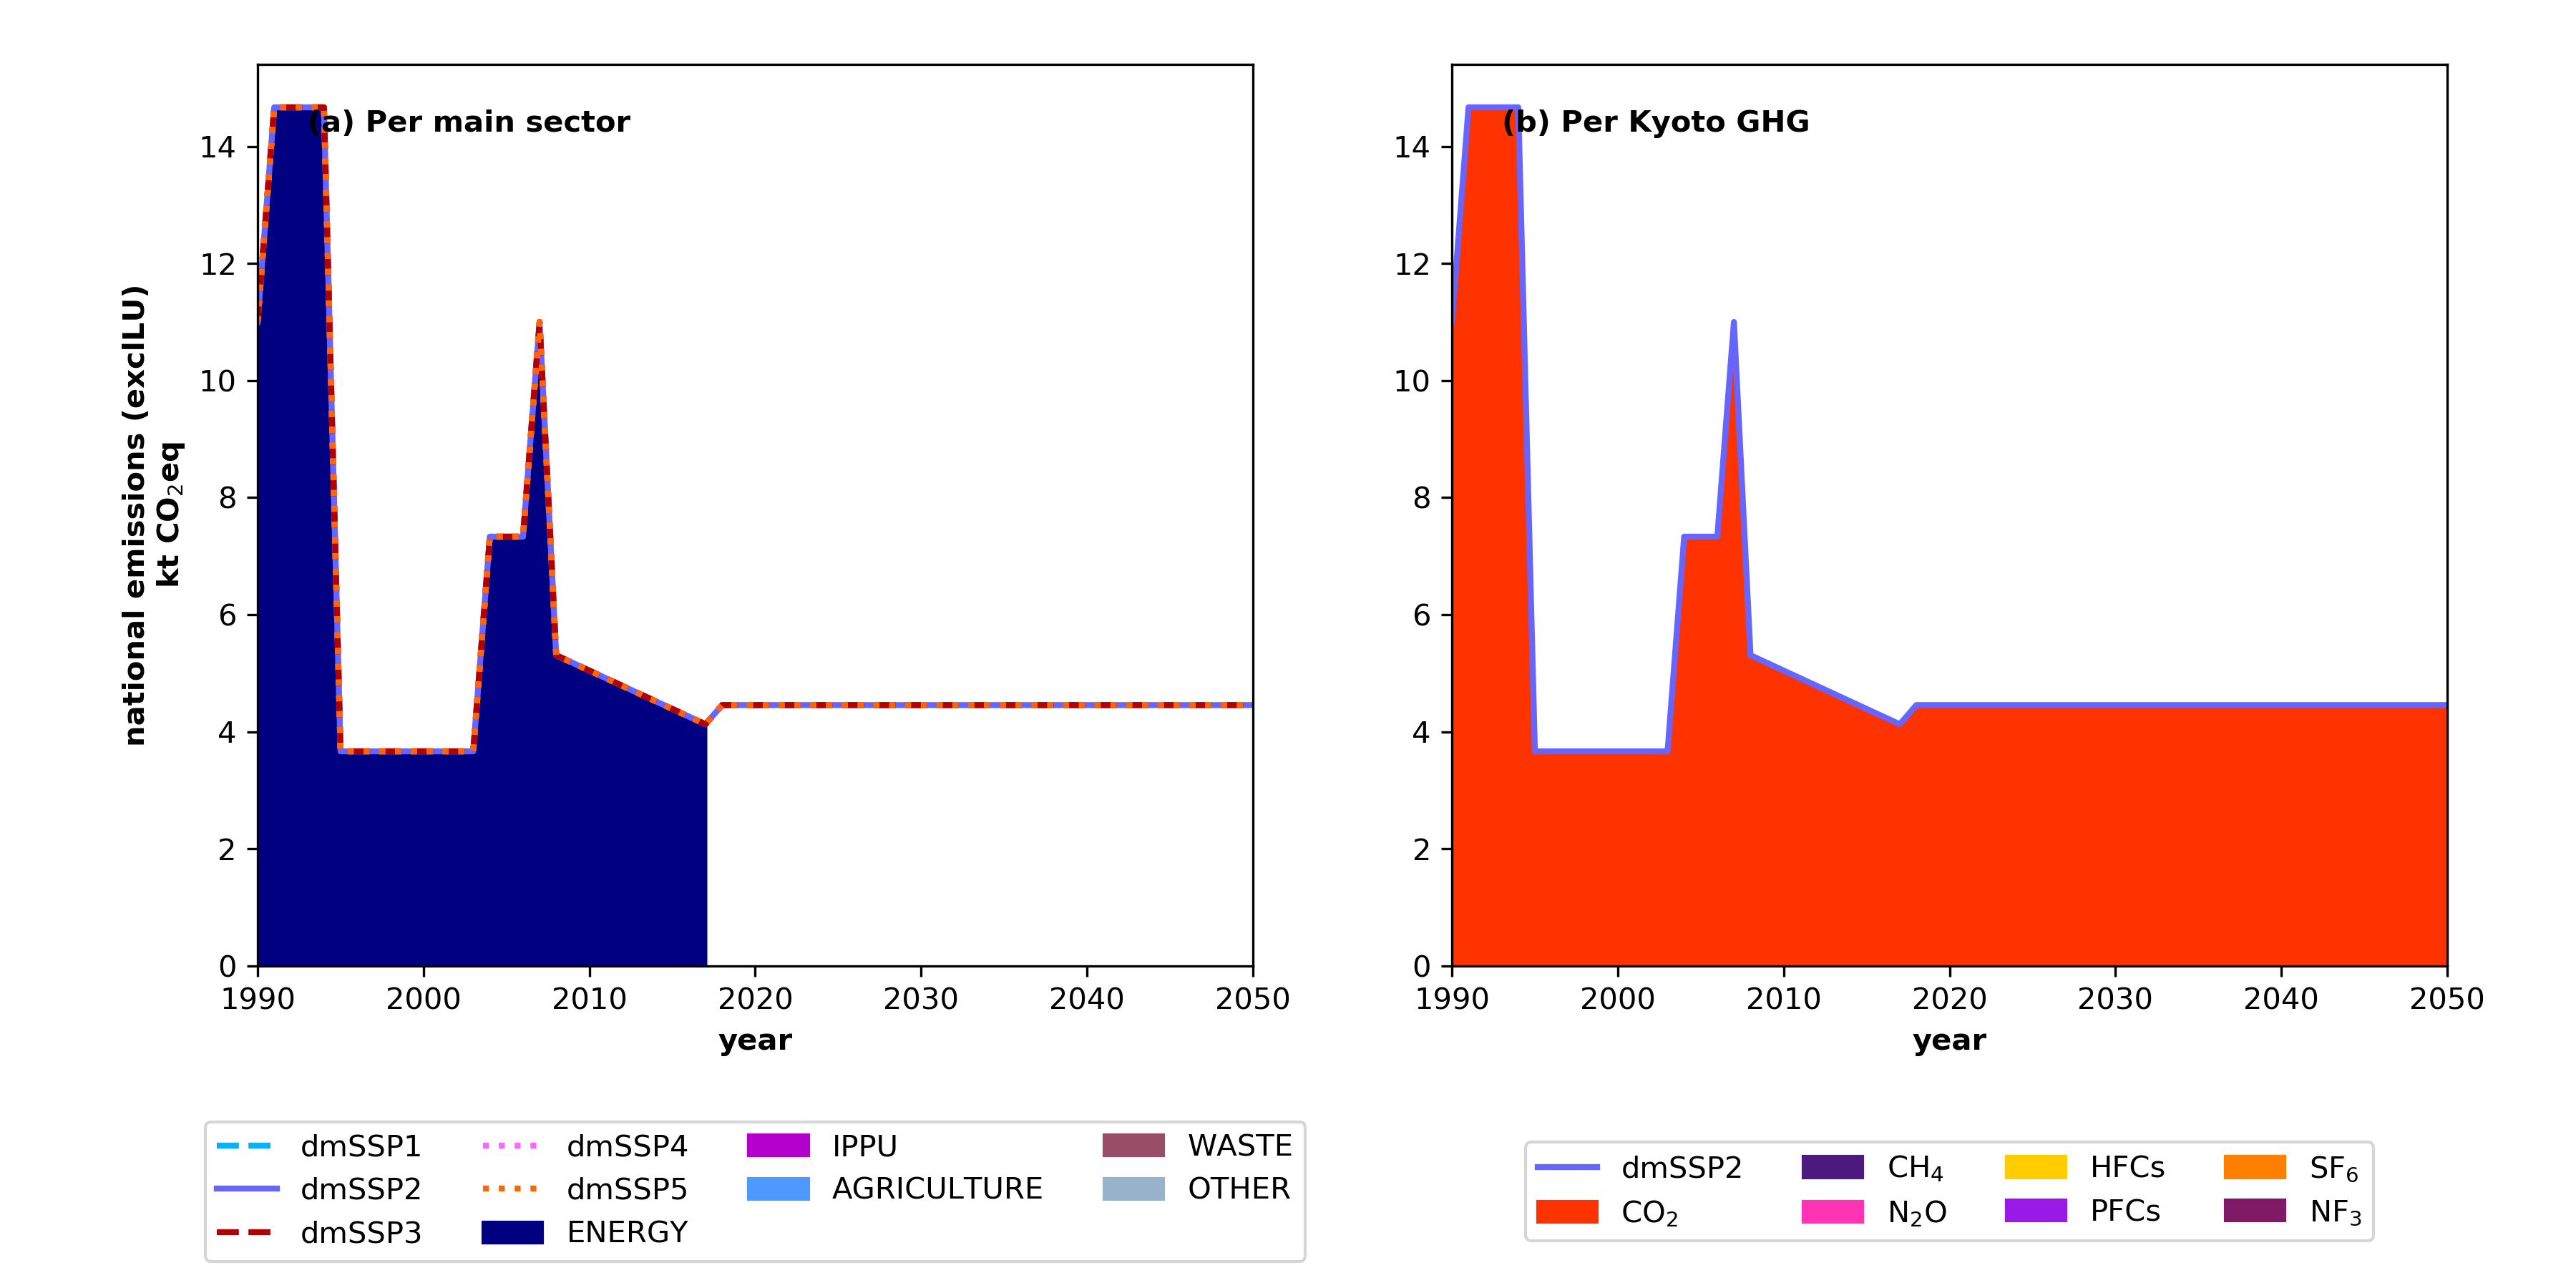 (a) Per main sector
national emissions (exclLU)
kt CO₂eq
14
12
10
8
6
4
2
0
1990 2000 2010 2020 2030 2040 2050
year
dmSSP1 dmSSP4 IPPU WASTE
dmSSP2 dmSSP5 AGRICULTURE OTHER
dmSSP3 ENERGY
(b) Per Kyoto GHG
14
12
10
8
6
4
2
0
1990 2000 2010 2020 2030 2040 2050
year
dmSSP2 CH₄ HFCs SF₆
CO₂ N₂O PFCs NF₃